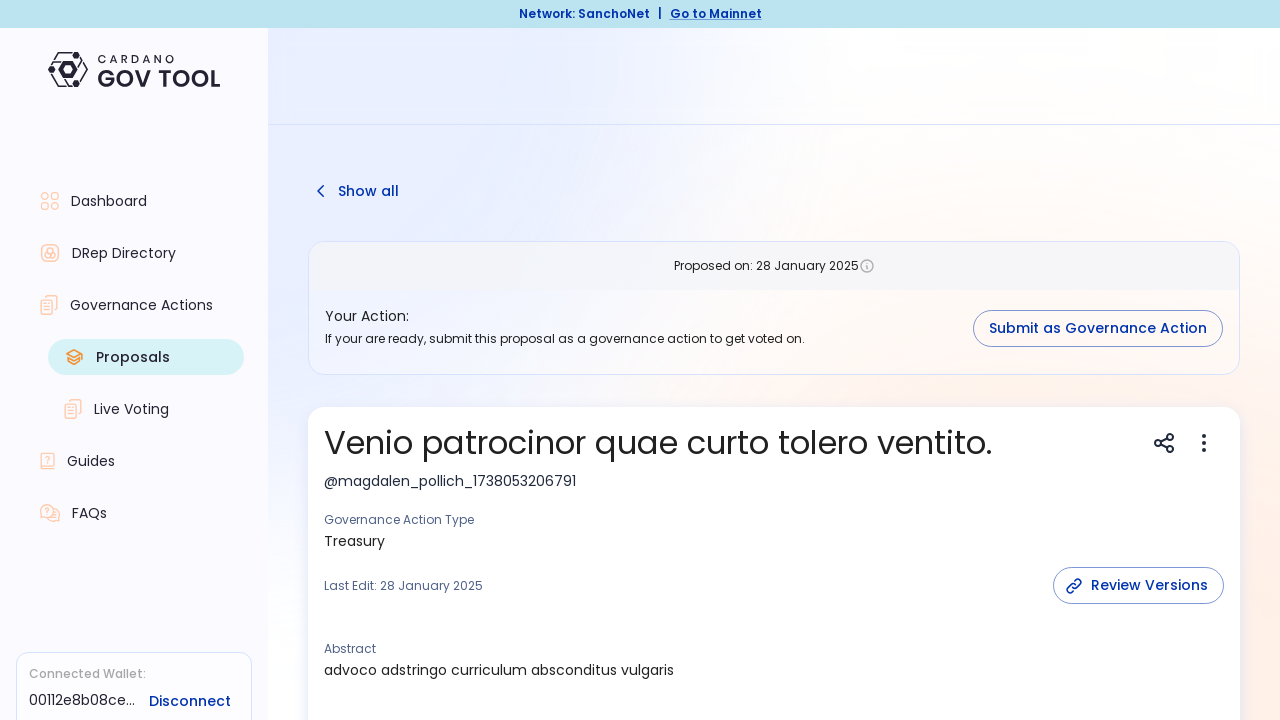 Network: SanchoNet | Go to Mainnet
CARDANO
GOV TOOL
Dashboard
DRep Directory
Governance Actions
Proposals
Live Voting
Guides
FAQs
Connected Wallet:
00112e8b08ce... Disconnect
Show all
Proposed on: 28 January 2025
Your Action:
If your are ready, submit this proposal as a governance action to get voted on.
Submit as Governance Action
Venio patrocinor quae curto tolero ventito.
@magdalen_pollich_1738053206791
Governance Action Type
Treasury
Last Edit: 28 January 2025
Review Versions
Abstract
advoco adstringo curriculum absconditus vulgaris